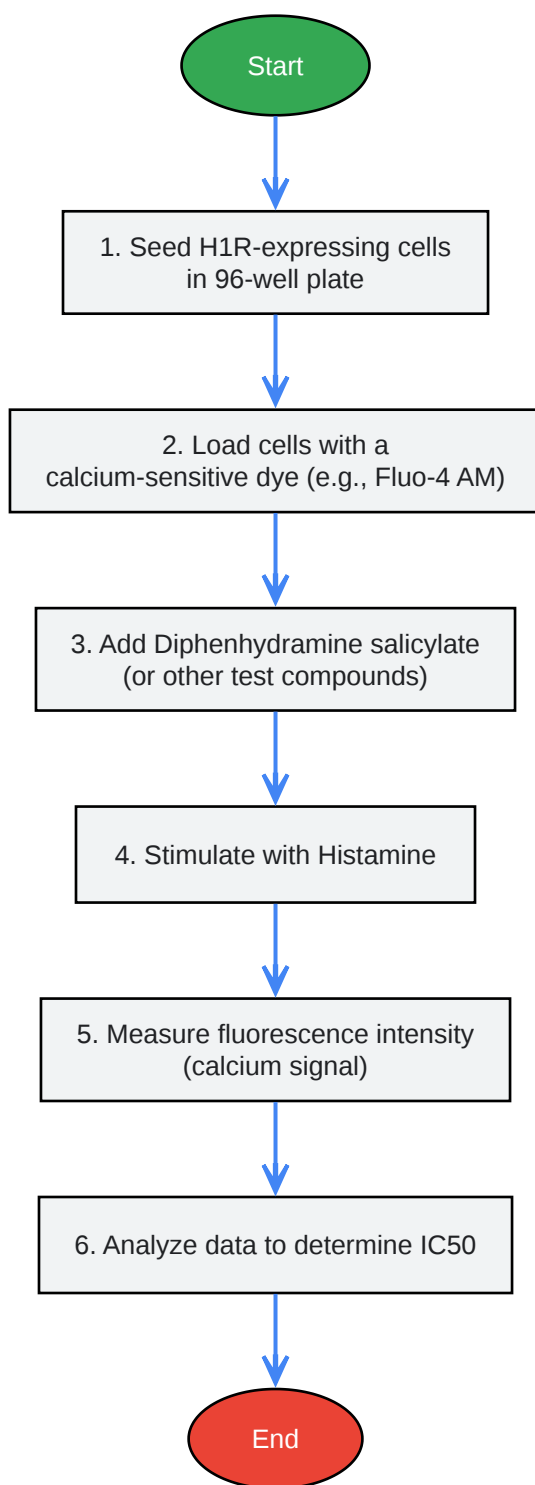 Start
1. Seed H1R-expressing cells
in 96-well plate
2. Load cells with a
calcium-sensitive dye (e.g., Fluo-4 AM)
3. Add Diphenhydramine salicylate
(or other test compounds)
4. Stimulate with Histamine
5. Measure fluorescence intensity
(calcium signal)
6. Analyze data to determine IC50
End